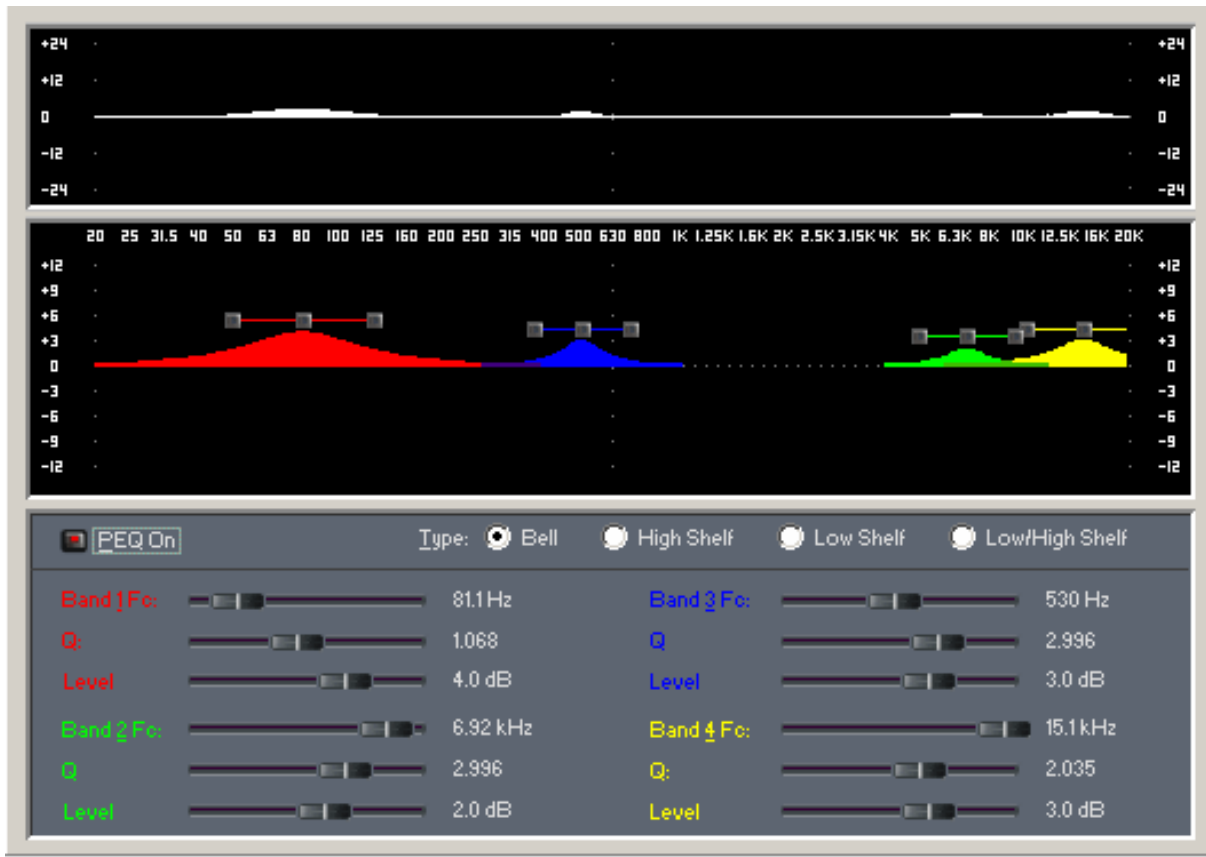 +24 +24
+12 +12
0 0
-12 -12
-24 -24
20 25 31.5 40 50 63 80 100 125 160 200 250 315 400 500 630 800 1K 1.25K 1.6K 2K 2.5K 3.15K 4K 5K 6.3K 8K 10K 12.5K 16K 20K
+12 +12
+9 +9
+6 +6
+3 +3
0 0
-3 -3
-6 -6
-9 -9
-12 -12
PEQ On Type: Bell High Shelf Low Shelf Low/High Shelf
Band 1 Fc: 81.1 Hz Band 3 Fc: 530 Hz
Q: 1.068 Q 2.996
Level 4.0 dB Level 3.0 dB
Band 2 Fc: 6.92 kHz Band 4 Fc: 15.1 kHz
Q 2.996 Q: 2.035
Level 2.0 dB Level 3.0 dB